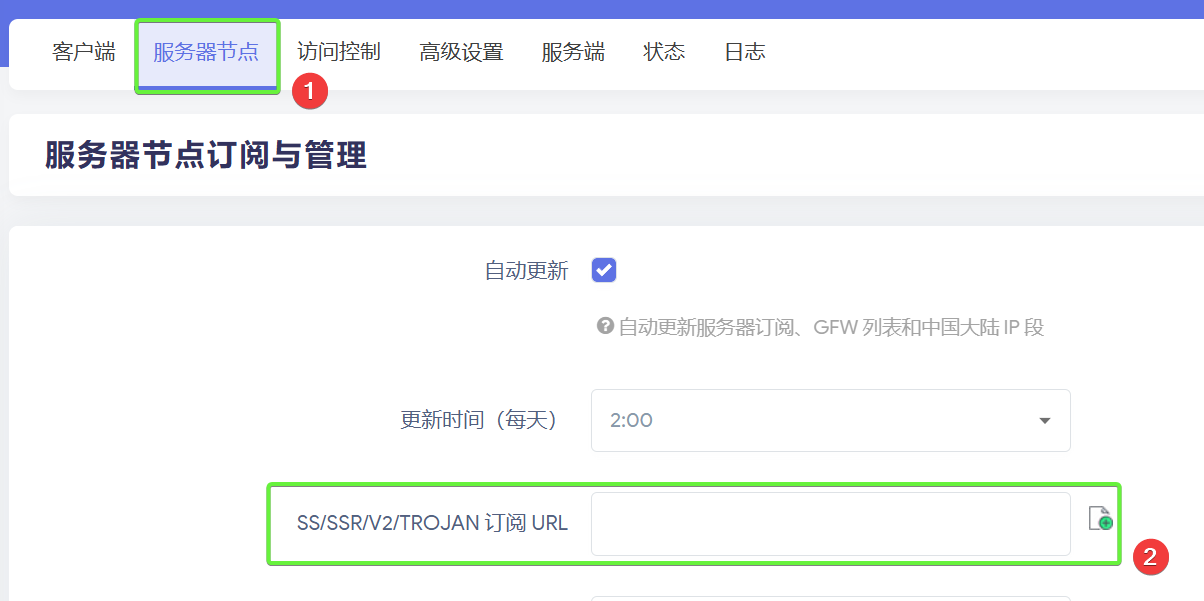 客户端 服务器节点 访问控制 高级设置 服务端 状态 日志
1
服务器节点订阅与管理
自动更新
自动更新服务器订阅、GFW 列表和中国大陆 IP 段
更新时间（每天） 2:00
SS/SSR/V2/TROJAN 订阅 URL
2